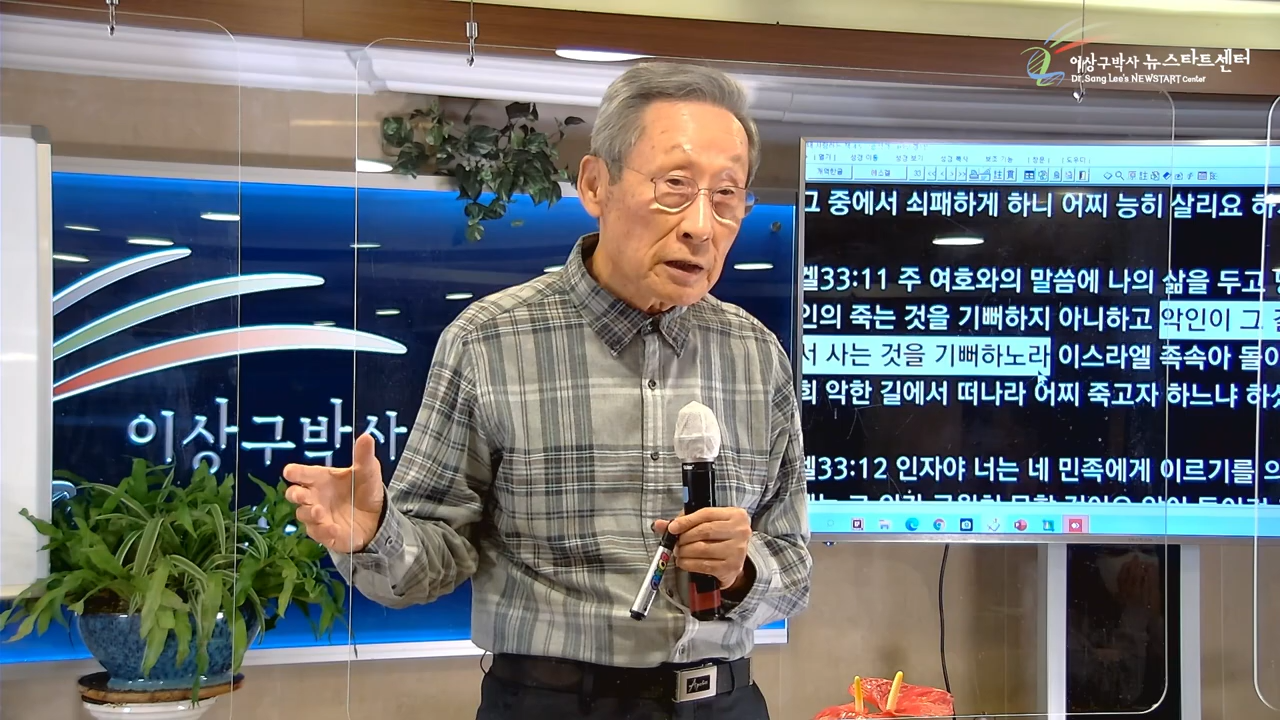 이상구박사 뉴스타트센터
Dr. Sang Lee's NEWSTART Center
이상구박사
그 중에서 쇠패하게 하니 어찌 능히 살리요 하
겔33:11 주 여호와의 말씀에 나의 삶을 두고
인의 죽는 것을 기뻐하지 아니하고 악인이 그
서 사는 것을 기뻐하노라 이스라엘 족속아 돌이
희 악한 길에서 떠나라 어찌 죽고자 하느냐 하셨
겔33:12 인자야 너는 네 민족에게 이르기를 의